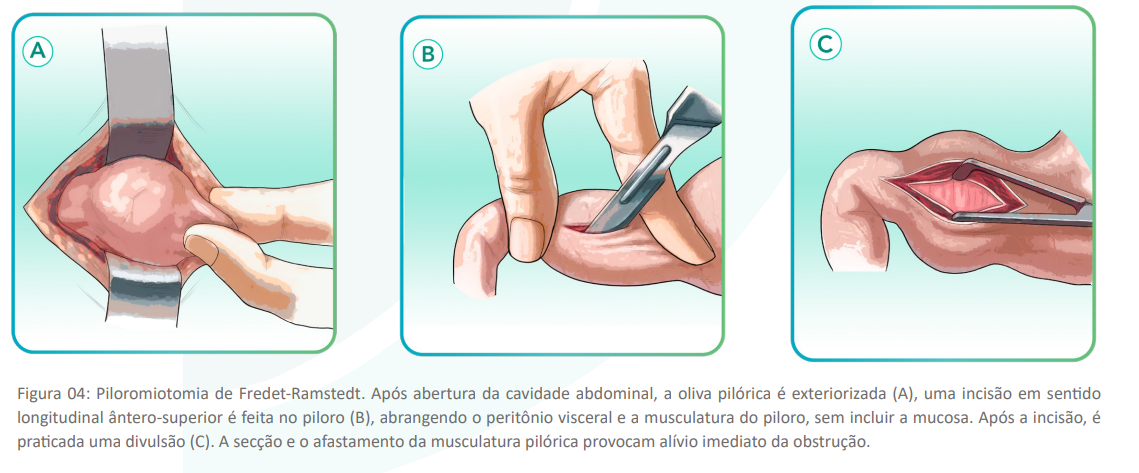 A
B
C
Figura 04: Piloromiotomia de Fredet-Ramstedt. Após abertura da cavidade abdominal, a oliva pilórica é exteriorizada (A), uma incisão em sentido
longitudinal ântero-superior é feita no piloro (B), abrangendo o peritônio visceral e a musculatura do piloro, sem incluir a mucosa. Após a incisão, é
praticada uma divulsão (C). A secção e o afastamento da musculatura pilórica provocam alívio imediato da obstrução.